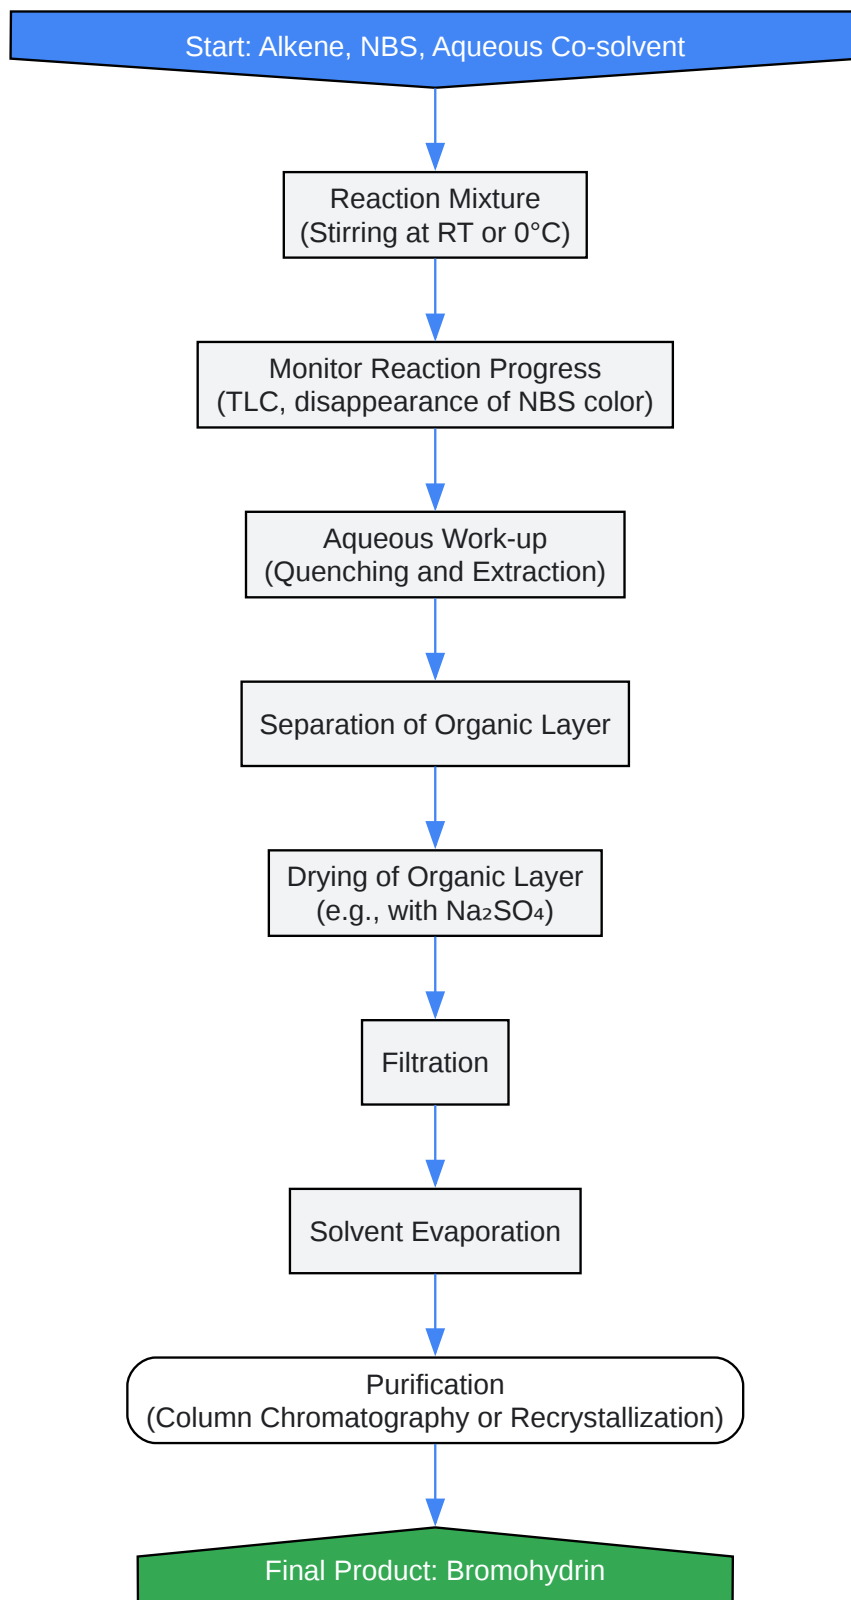 Start: Alkene, NBS, Aqueous Co-solvent
Reaction Mixture
(Stirring at RT or 0°C)
Monitor Reaction Progress
(TLC, disappearance of NBS color)
Aqueous Work-up
(Quenching and Extraction)
Separation of Organic Layer
Drying of Organic Layer
(e.g., with Na₂SO₄)
Filtration
Solvent Evaporation
Purification
(Column Chromatography or Recrystallization)
Final Product: Bromohydrin